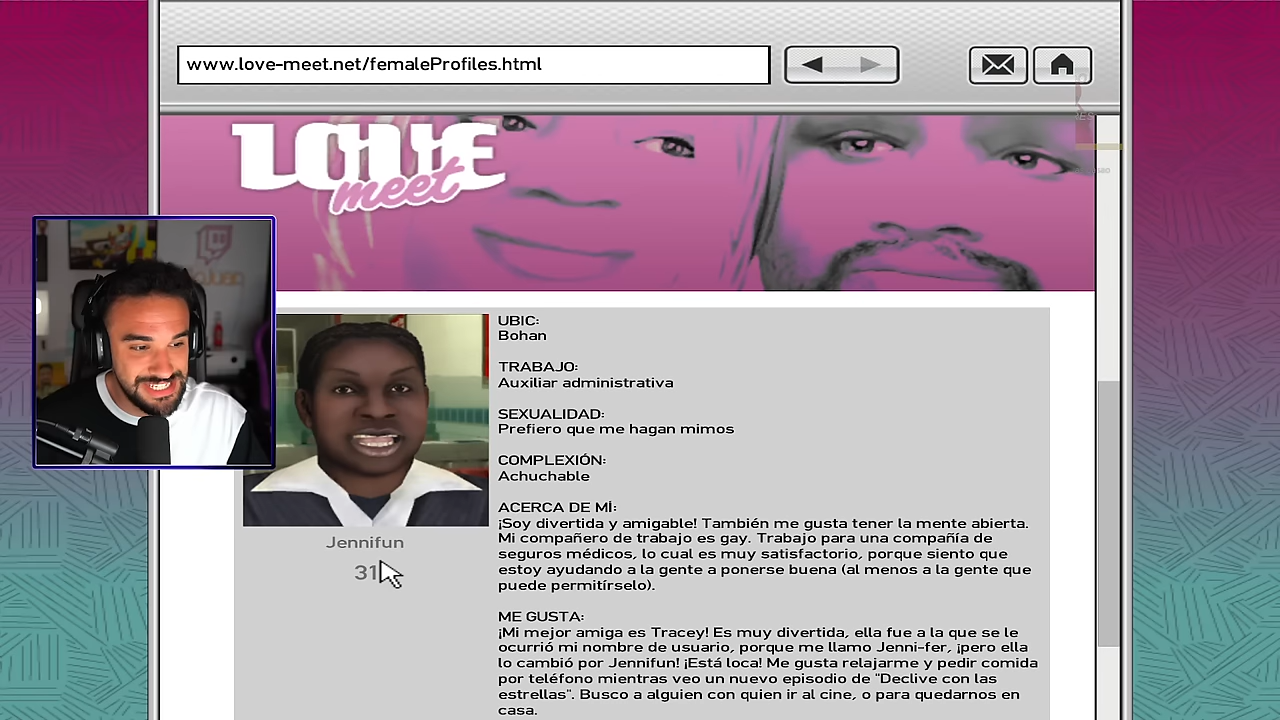 www.love-meet.net/femaleProfiles.html
LOVE
meet
UBIC:
Bohan
TRABAJO:
Auxiliar administrativa
SEXUALIDAD:
Prefiero que me hagan mimos
COMPLEXIÓN:
Achuchable
ACERCA DE MÍ:
¡Soy divertida y amigable! También me gusta tener la mente abierta.
Mi compañero de trabajo es gay. Trabajo para una compañía de
seguros médicos, lo cual es muy satisfactorio, porque siento que
estoy ayudando a la gente a ponerse buena (al menos a la gente que
puede permitírselo).
Jennifun
31
ME GUSTA:
¡Mi mejor amiga es Tracey! Es muy divertida, ella fue a la que se le
ocurrió mi nombre de usuario, porque me llamo Jenni-fer, ¡pero ella
lo cambió por Jennifun! ¡Está loca! Me gusta relajarme y pedir comida
por teléfono mientras veo un nuevo episodio de "Declive con las
estrellas". Busco a alguien con quien ir al cine, o para quedarnos en
casa.